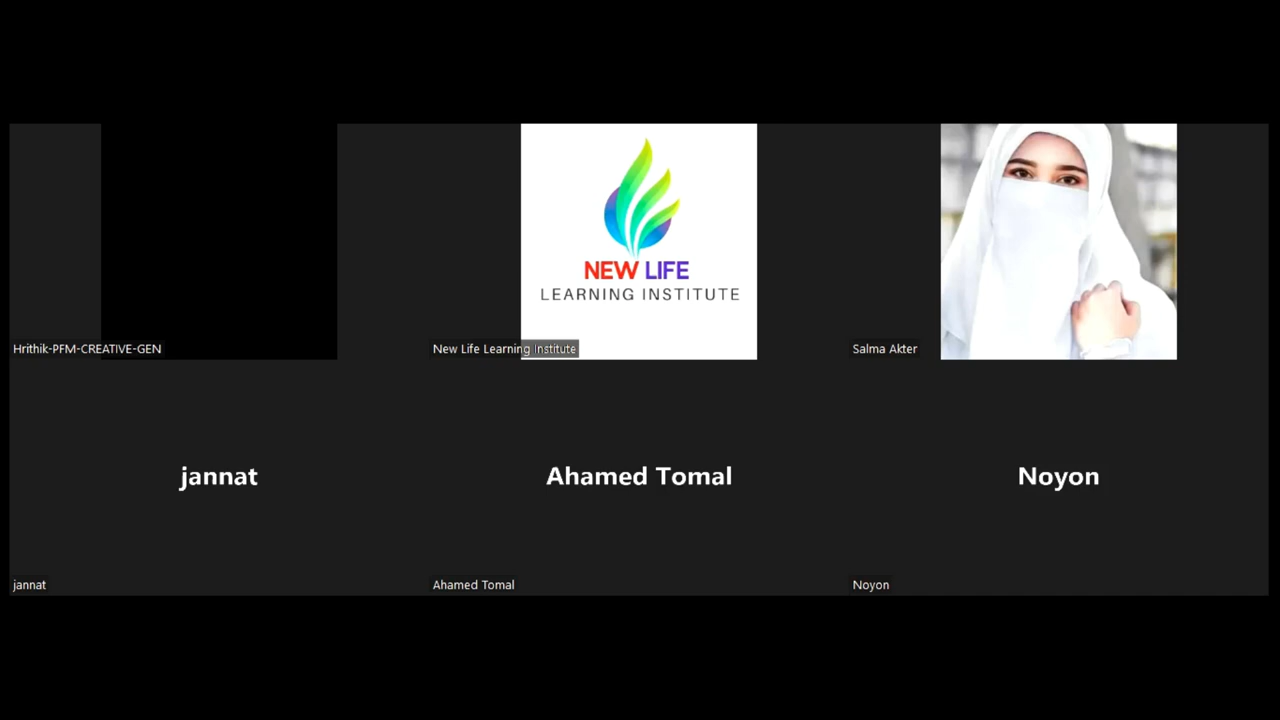 NEW LIFE
LEARNING INSTITUTE
Hrithik-PFM-CREATIVE-GEN
New Life Learning Institute
Salma Akter
jannat
Ahamed Tomal
Noyon
jannat
Ahamed Tomal
Noyon